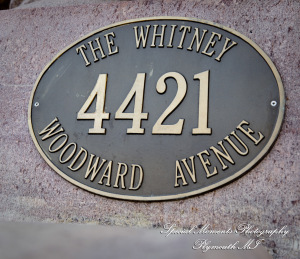 THE WHITNEY
4421
WOODWARD AVENUE
Special Moments Photography
Plymouth MI